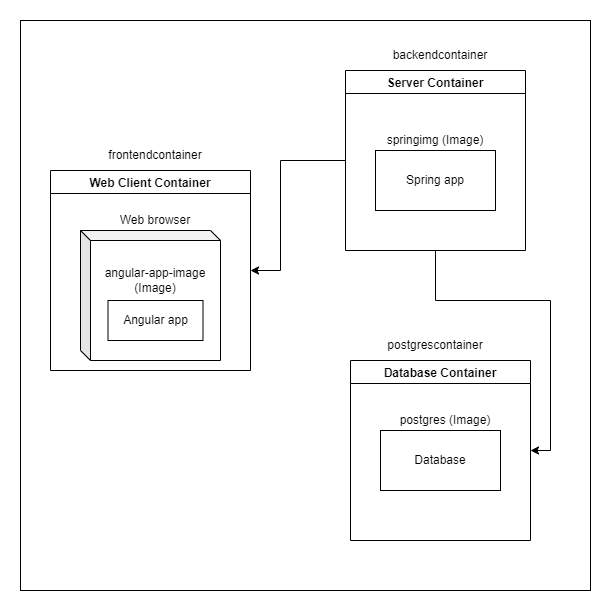 backendcontainer
Server Container
springimg (Image)
Spring app
frontendcontainer
Web Client Container
Web browser
angular-app-image
(Image)
Angular app
postgrescontainer
Database Container
postgres (Image)
Database